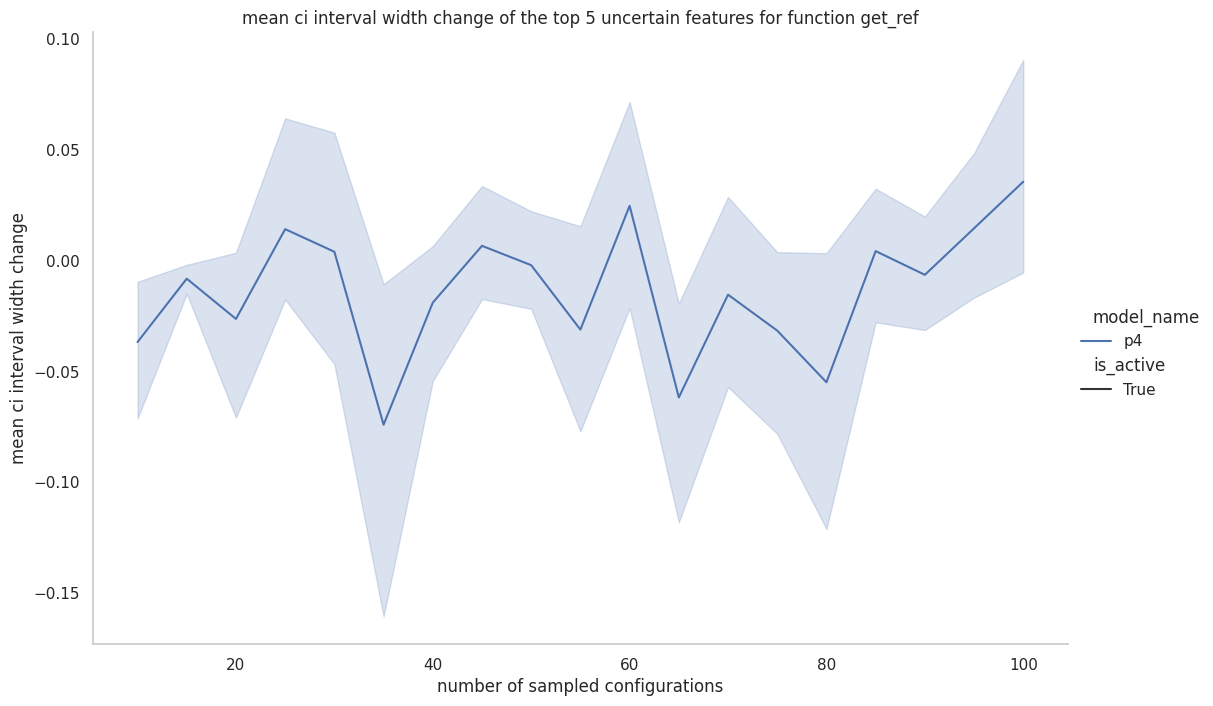 mean ci interval width change of the top 5 uncertain features for function get_ref
0.10
0.05
0.00
−0.05
−0.10
−0.15
mean ci interval width change
20
40
60
80
100
number of sampled configurations
model_name
p4
is_active
True